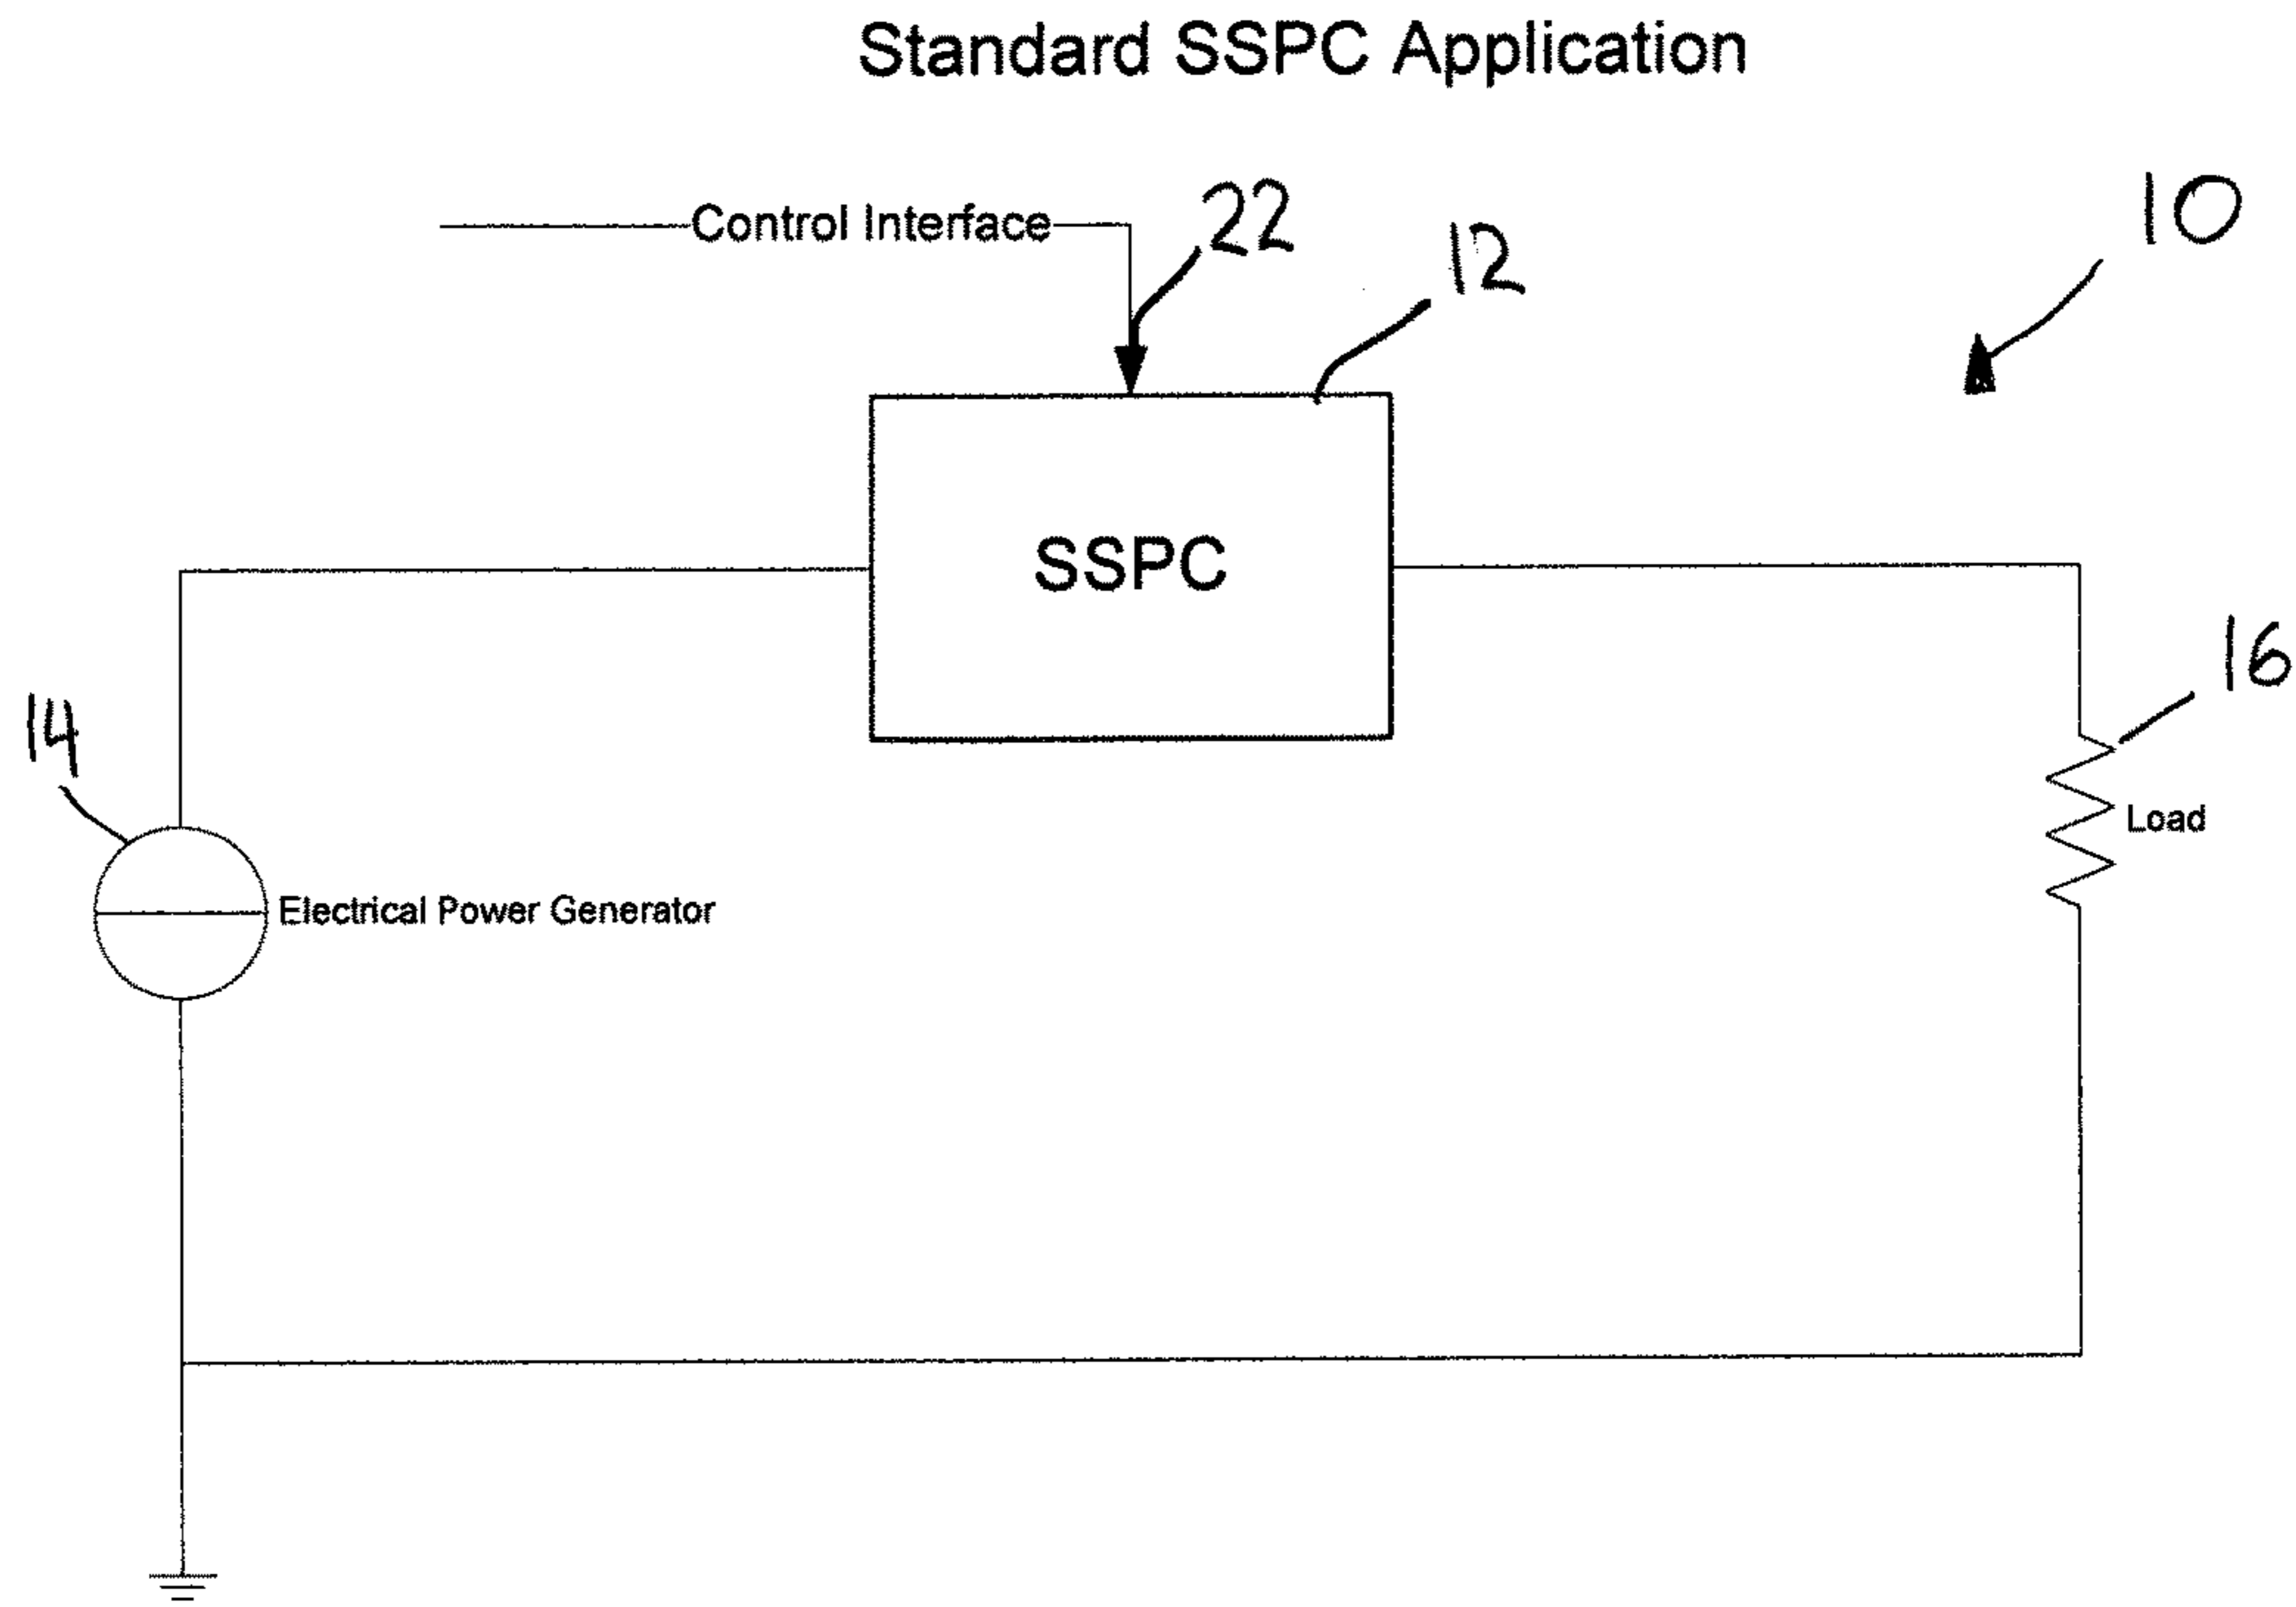 Standard SSPC Application
10
Control Interface
22
12
SSPC
16
14
Load
Electrical Power Generator